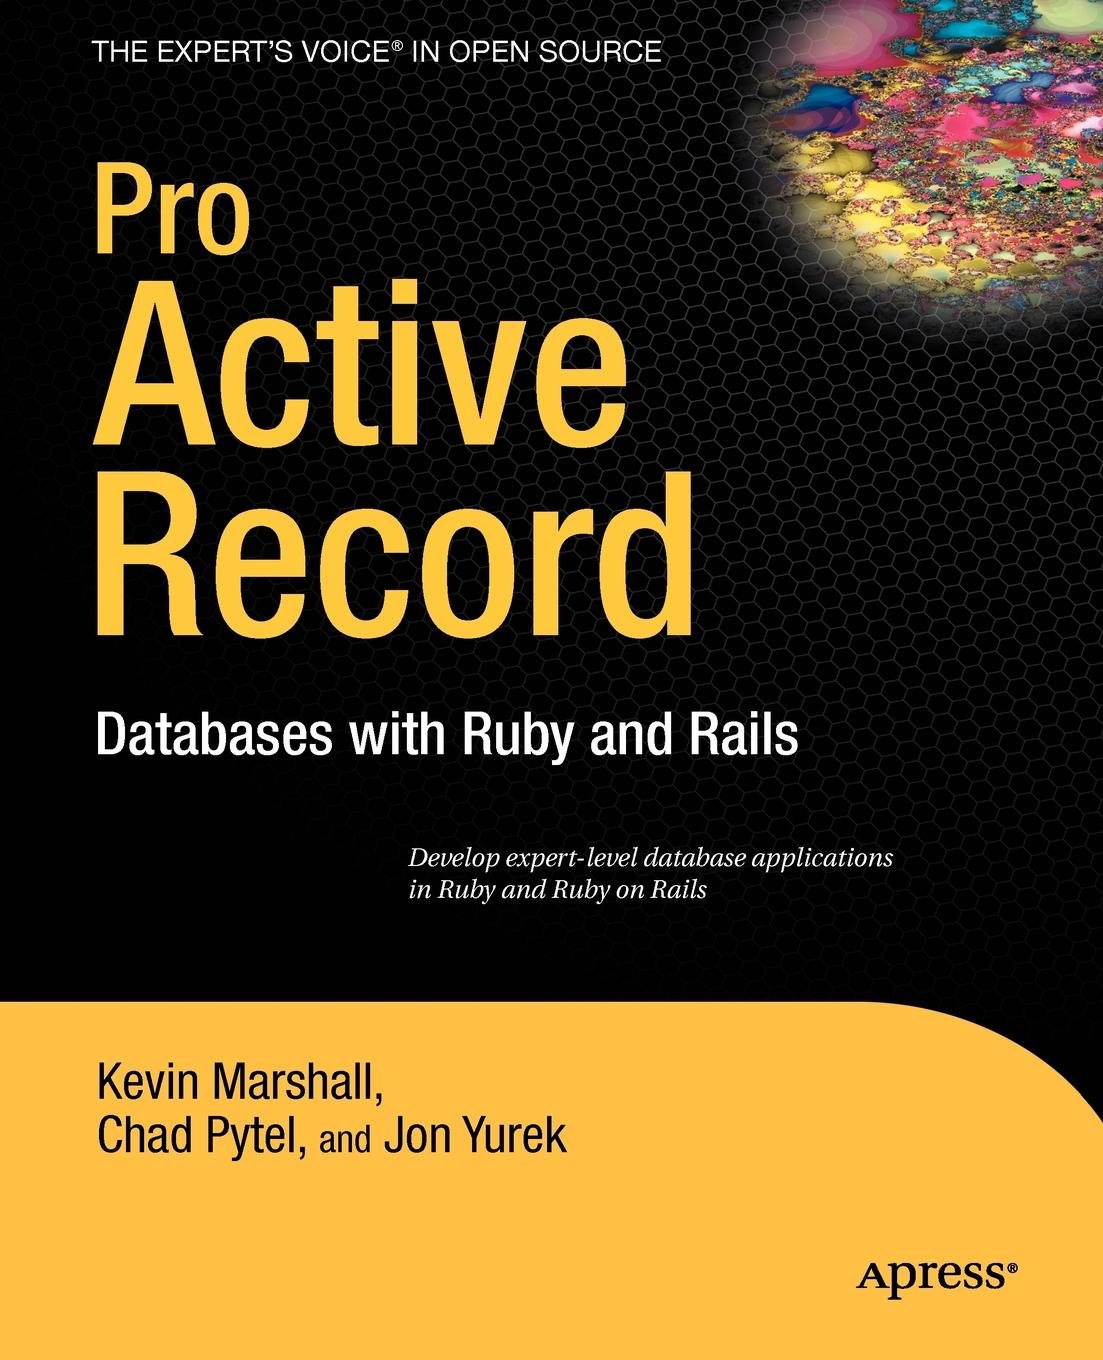 THE EXPERT'S VOICE® IN OPEN SOURCE
Pro
Active
Record
Databases with Ruby and Rails
Develop expert-level database applications
in Ruby and Ruby on Rails
Kevin Marshall,
Chad Pytel, and Jon Yurek
Apress®